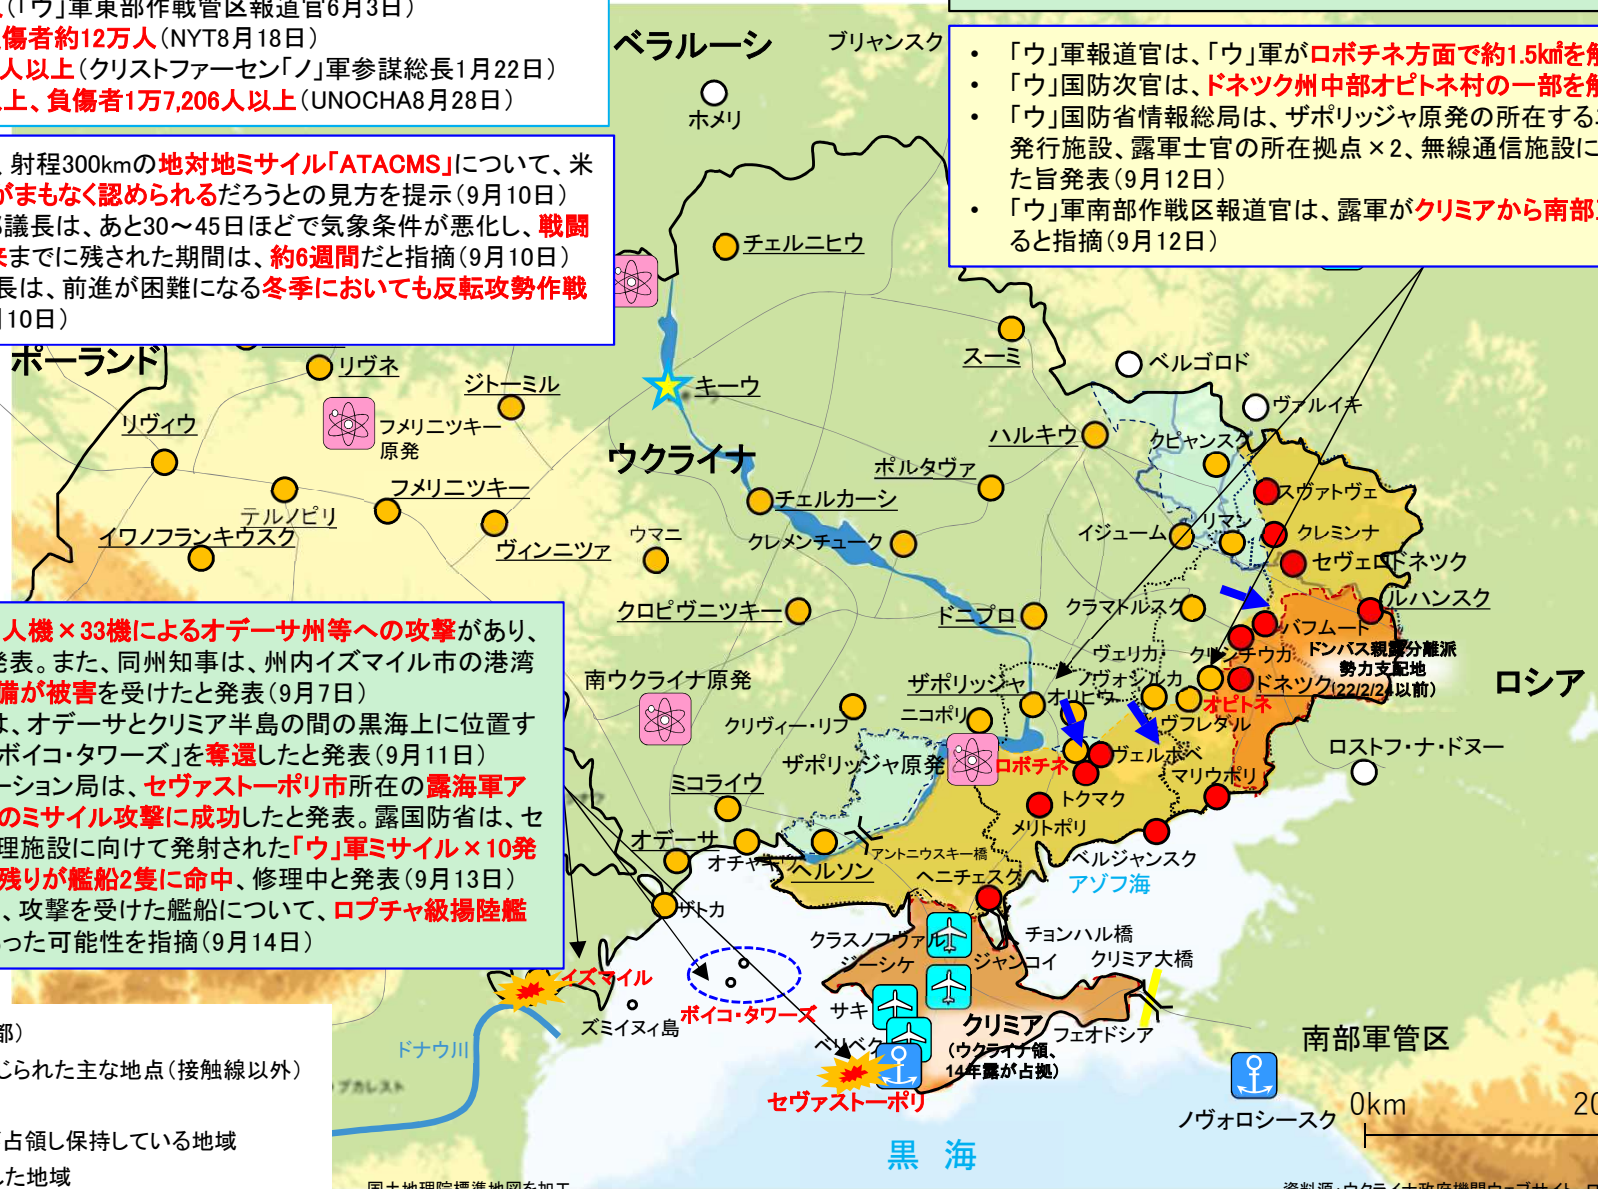 (「ウ」軍東部作戦管区報道官6月3日)
傷者約12万人(NYT8月18日)
人以上(クリストファーセン「ノ」軍参謀総長1月22日)
上、負傷者1万7,206人以上(UNOCHA8月28日)
、射程300kmの地対地ミサイル「ATACMS」について、米
がまもなく認められるだろうとの見方を提示(9月10日)
議長は、あと30～45日ほどで気象条件が悪化し、戦闘
までに残された期間は、約6週間だと指摘(9月10日)
長は、前進が困難になる冬季においても反転攻勢作戦
10日)
• 「ウ」軍報道官は、「ウ」軍がロボチネ方面で約1.5㎢を解
• 「ウ」国防次官は、ドネツク州中部オピトネ村の一部を解
• 「ウ」国防省情報総局は、ザポリッジャ原発の所在する
発行施設、露軍士官の所在拠点×2、無線通信施設に
た旨発表(9月12日)
• 「ウ」軍南部作戦区報道官は、露軍がクリミアから南部
ると指摘(9月12日)
ベラルーシ
ブリャンスク
ホメリ
チェルニヒウ
ポーランド
リヴネ
ジトーミル
キーウ
スーミ
ベルゴロド
ヴァルイキ
リヴィウ
フメリニツキー
原発
ウクライナ
ハルキウ
クピャンスク
ポルタヴァ
テルノピリ
フメリニツキー
チェルカーシ
スヴァトヴェ
イワノフランキウスク
ヴィンニツァ
ウマニ
クレメンチューク
イジューム
リマン
クレミンナ
セヴェロドネツク
クロピヴニツキー
ドニプロ
クラマトルスク
ルハンスク
バフムート
ドンバス親露分離派
勢力支配地
(22/2/24以前)
ヴェリカ・
ノヴォシルカ
クリシチウカ
ドネツク
オピトネ
ヴフレダル
ロシア
南ウクライナ原発
クリヴィー・リフ
ザポリッジャ
ニコポリ
オリヒウ
ザポリッジャ原発
ロボチネ
ヴェルボベ
トクマク
マリウポリ
ロストフ・ナ・ドヌー
メリトポリ
ベルジャンスク
アゾフ海
人機×33機によるオデーサ州等への攻撃があり、
発表。また、同州知事は、州内イズマイル市の港湾
備が被害を受けたと発表(9月7日)
は、オデーサとクリミア半島の間の黒海上に位置す
ボイコ・タワーズ」を奪還したと発表(9月11日)
ーション局は、セヴァストーポリ市所在の露海軍ア
のミサイル攻撃に成功したと発表。露国防省は、セ
理施設に向けて発射された「ウ」軍ミサイル×10発
残りが艦船2隻に命中、修理中と発表(9月13日)
、攻撃を受けた艦船について、ロプチャ級揚陸艦
あった可能性を指摘(9月14日)
ミコライウ
オデーサ
オチャキウ
ヘルソン
アントニウスキー橋
ヘニチェスク
ザトカ
クラスノフヴァル
ジーシケ
ジャンコイ
チョンハル橋
クリミア大橋
イズマイル
ズミイヌィ島
ボイコ・タワーズ
サキ
ベリベク
クリミア
(ウクライナ領、
14年露が占拠)
フェオドシア
セヴァストーポリ
ドナウ川
ブカレスト
南部軍管区
ノヴォロシースク
黒 海
0km
20
都)
じられた主な地点(接触線以外)
占領し保持している地域
した地域
国土地理院標準地図を加工
資料源:ウクライナ政府機関ウェブサイト、ロ